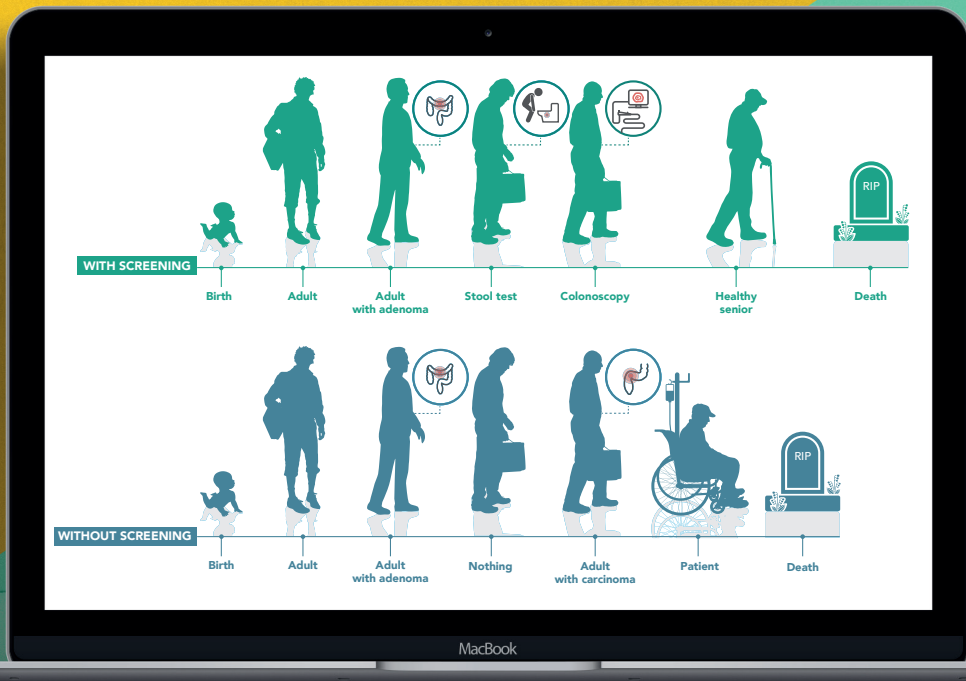 RIP
WITH SCREENING
Birth
Adult
Adult
with adenoma
Stool test
Colonoscopy
Healthy
senior
Death
RIP
WITHOUT SCREENING
Birth
Adult
Adult
with adenoma
Nothing
Adult
with carcinoma
Patient
Death
MacBook